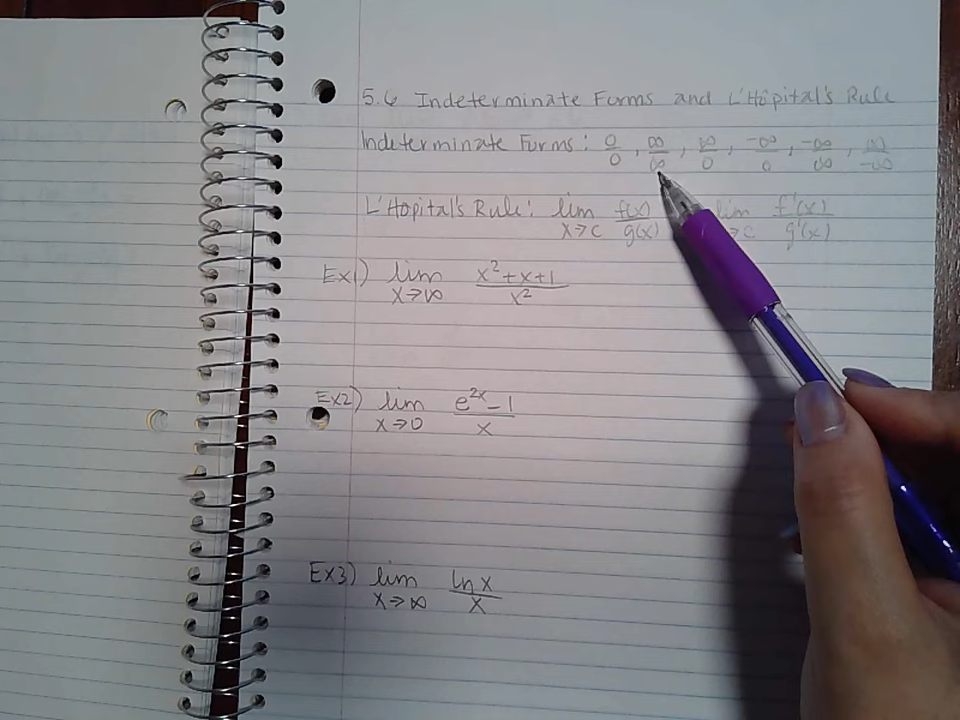 5.6 Indeterminate Forms and L'Hôpital's Rule
Indeterminate Forms: 0/0, ∞/∞, ∞/0, -∞/0, -∞/∞, ∞/-∞
L'Hôpital's Rule: lim x→c f(x)/g(x) lim →c f'(x)/g'(x)
Ex1) lim x→∞ x²+x+1/x²
Ex2) lim x→0 e²ˣ-1/x
Ex3) lim x→∞ ln x/x